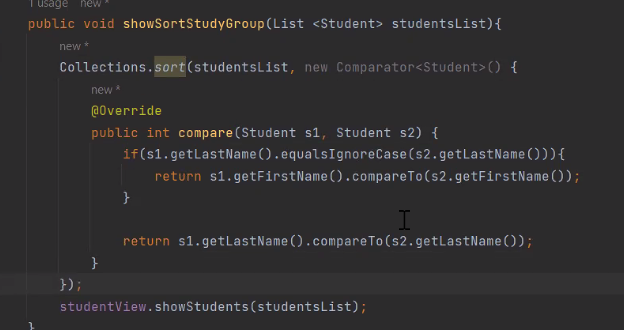 1 usage   new *
public void showSortStudyGroup(List <Student> studentsList){
new *
Collections.sort(studentsList, new Comparator<Student>() {
new *
@Override
public int compare(Student s1, Student s2) {
if(s1.getLastName().equalsIgnoreCase(s2.getLastName())){
return s1.getFirstName().compareTo(s2.getFirstName());
}
return s1.getLastName().compareTo(s2.getLastName());
}
});
studentView.showStudents(studentsList);
}